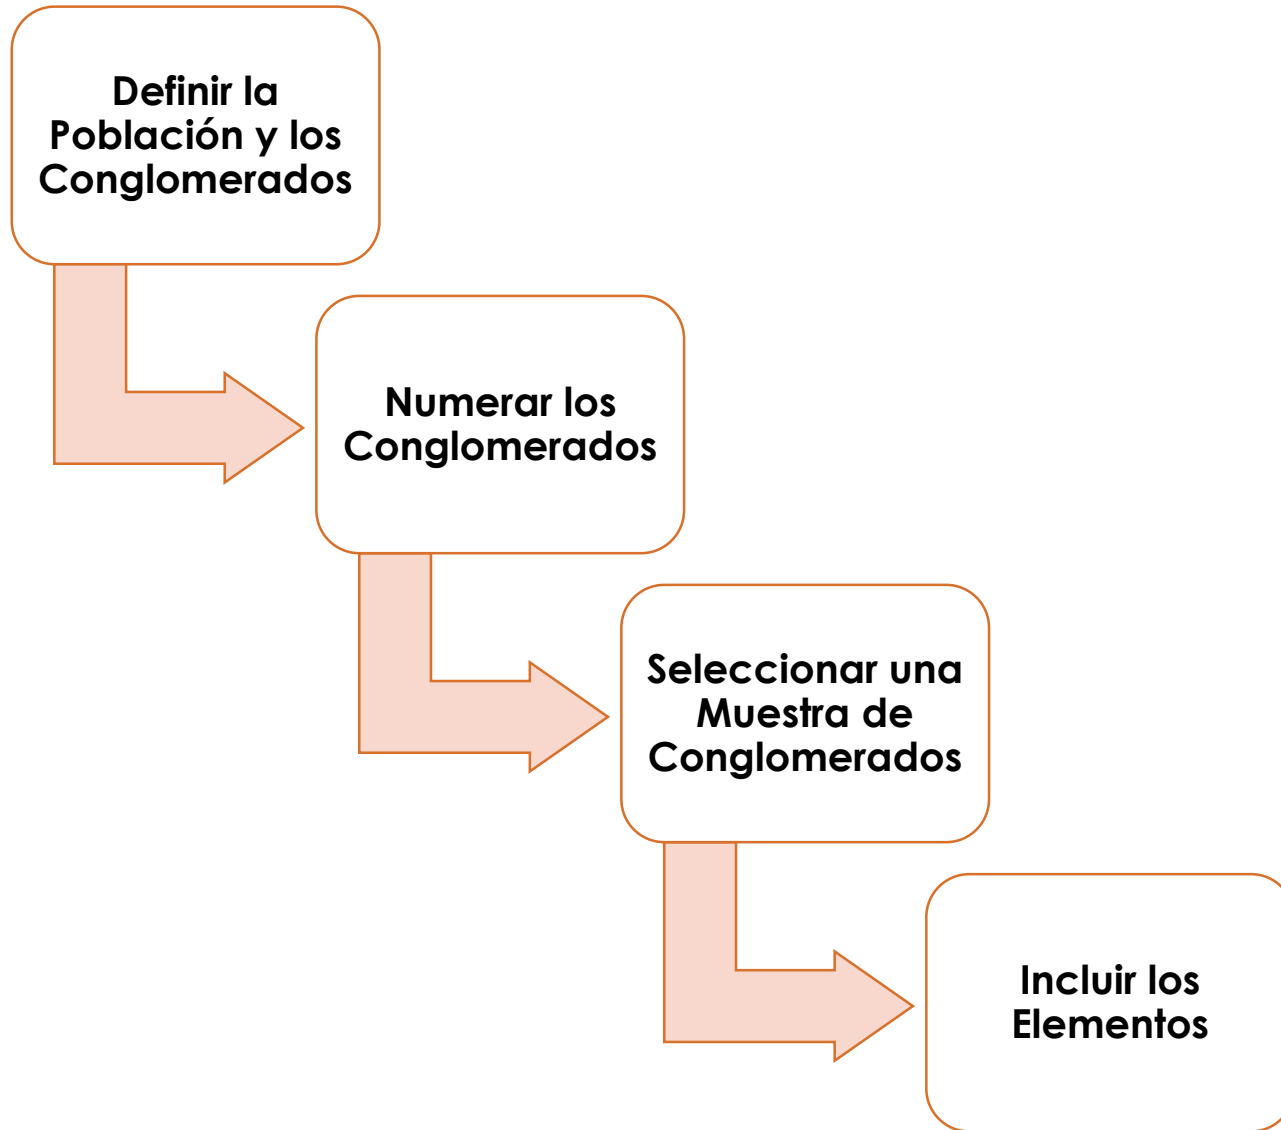 Definir la
Población y los
Conglomerados
Numerar los
Conglomerados
Seleccionar una
Muestra de
Conglomerados
Incluir los
Elementos